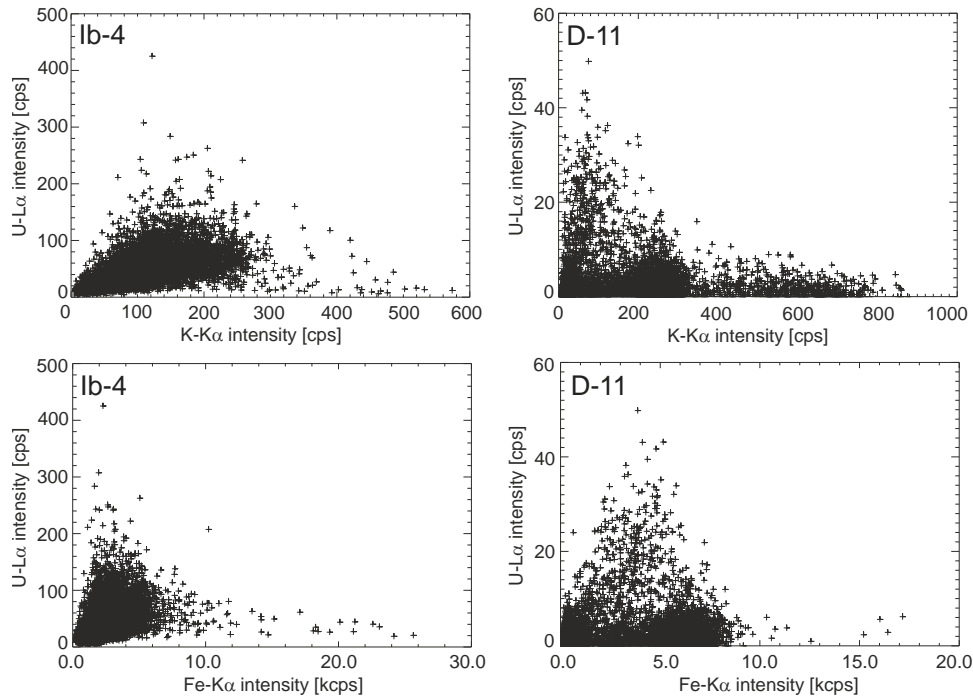 Ib-4
U-Lα intensity [cps]
500
400
300
200
100
0
0 100 200 300 400 500 600
K-Kα intensity [cps]
D-11
U-Lα intensity [cps]
60
40
20
0
0 200 400 600 800 1000
K-Kα intensity [cps]
Ib-4
U-Lα intensity [cps]
500
400
300
200
100
0
0.0 10.0 20.0 30.0
Fe-Kα intensity [kcps]
D-11
U-Lα intensity [cps]
60
40
20
0
0.0 5.0 10.0 15.0 20.0
Fe-Kα intensity [kcps]